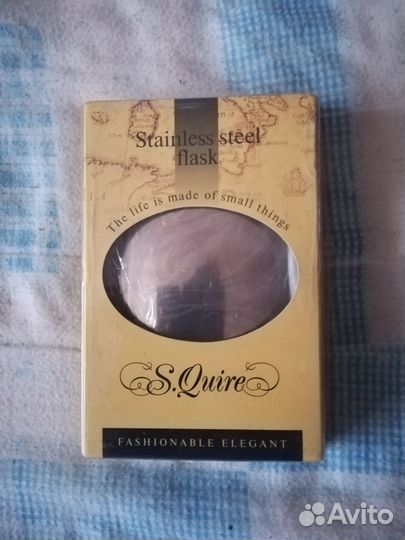 Stainless steel
flask
The life is made of small things
S.Quire
FASHIONABLE ELEGANT
Avito